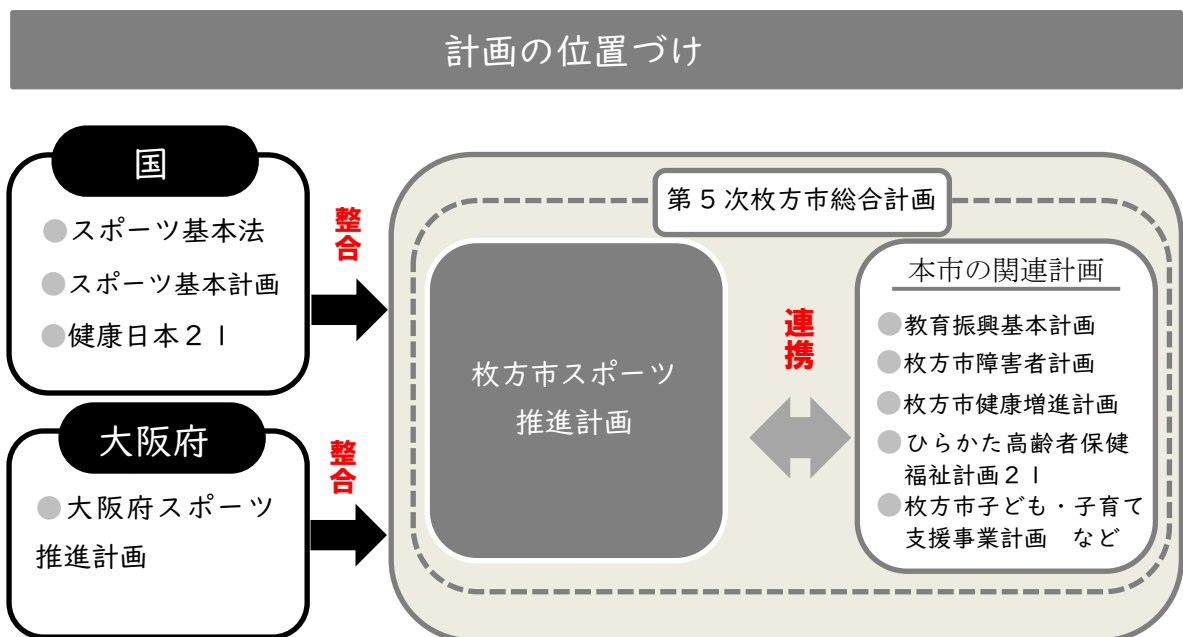 計画の位置づけ
国
●スポーツ基本法
●スポーツ基本計画
●健康日本21
整合
大阪府
●大阪府スポーツ
推進計画
整合
第5次枚方市総合計画
枚方市スポーツ
推進計画
連携
本市の関連計画
●教育振興基本計画
●枚方市障害者計画
●枚方市健康増進計画
●ひらかた高齢者保健
福祉計画21
●枚方市子ども・子育て
支援事業計画　など